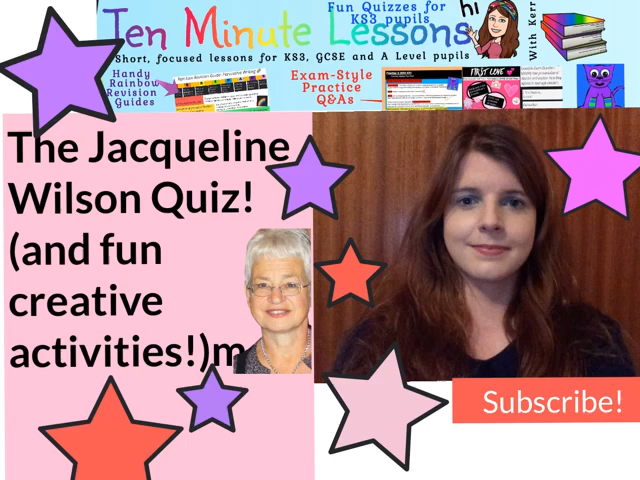 Fun Quizzes for
KS3 pupils
hi
Ten Minute Lessons
Short, focused lessons for KS3, GCSE and A Level pupils
With Kerr
Handy
Rainbow
Revision
Guides
Exam-Style
Practice
Q&As
FIRST LOVE
The Jacqueline
Wilson Quiz!
(and fun
creative
activities!)m
Subscribe!